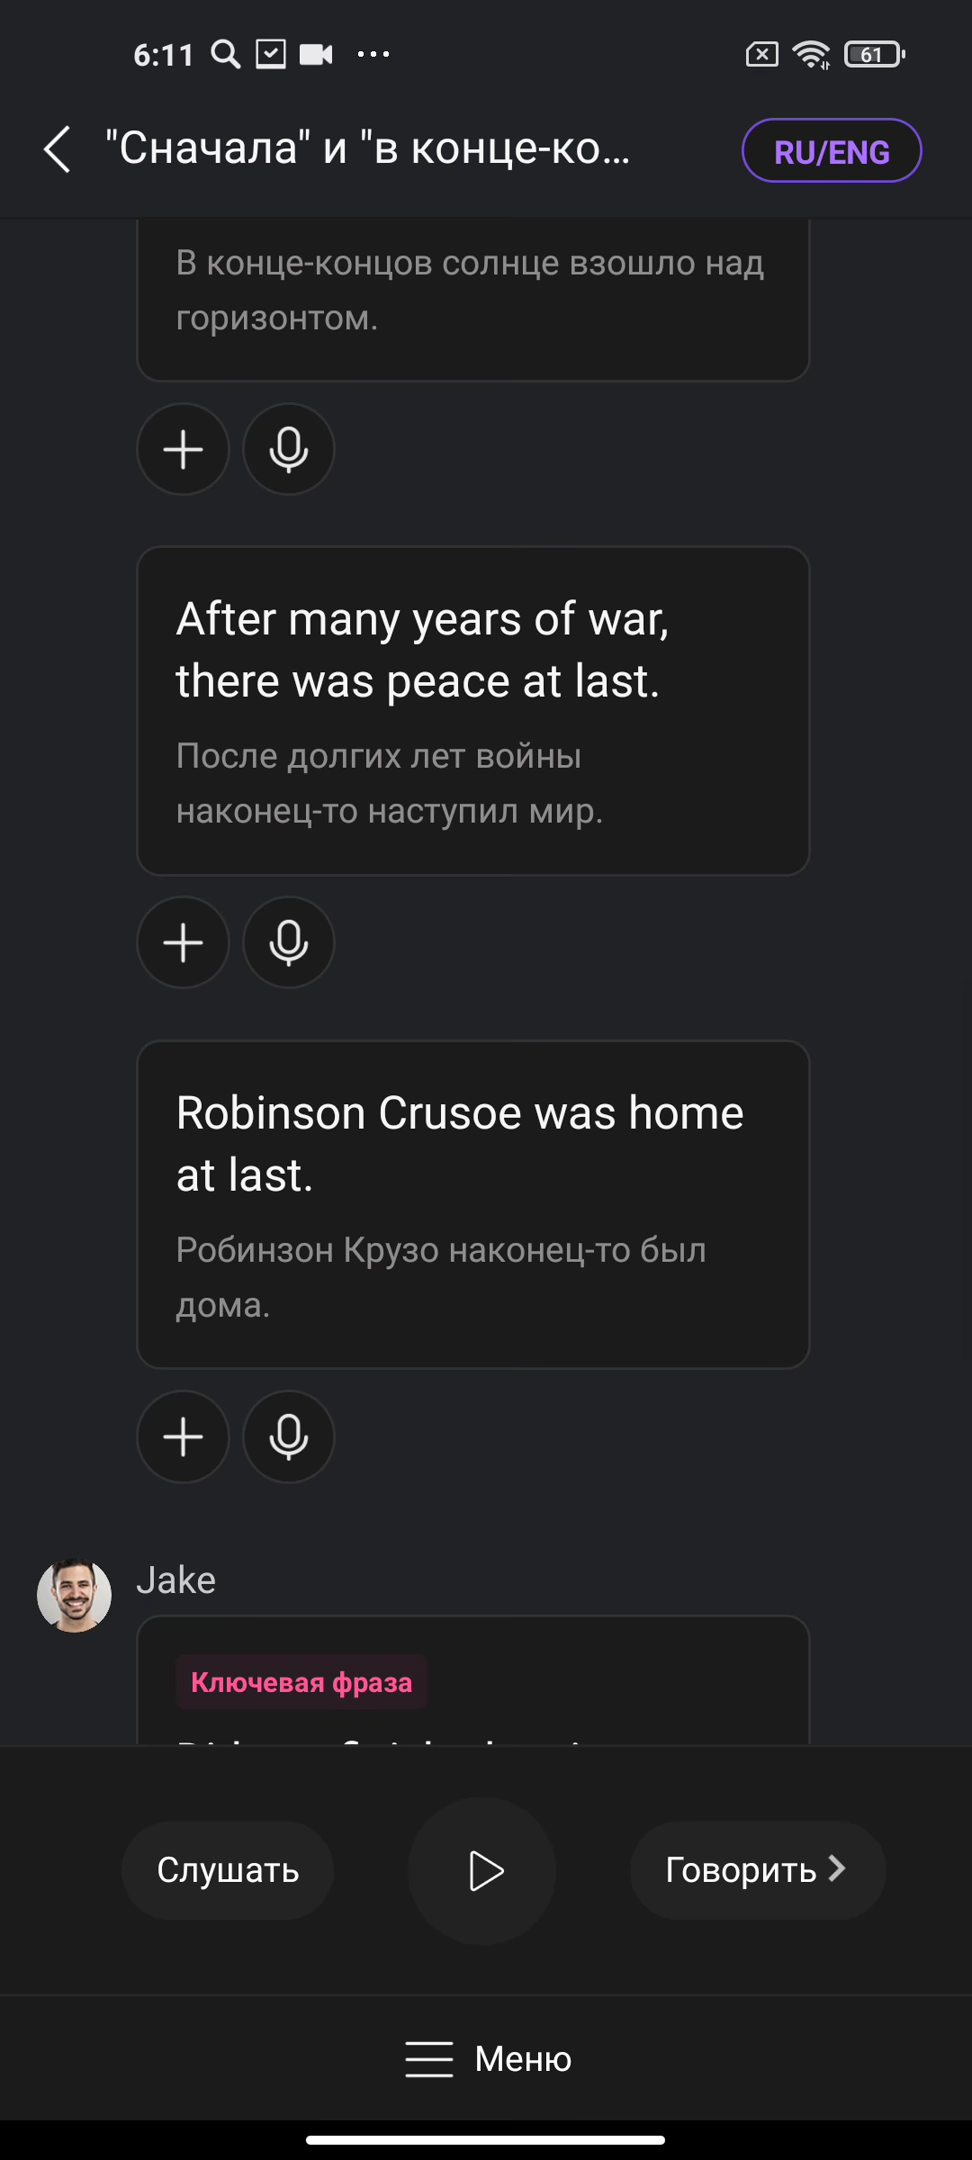 6:11
61
"Сначала" и "в конце-ко...
RU/ENG
В конце-концов солнце взошло над
горизонтом.
After many years of war,
there was peace at last.
После долгих лет войны
наконец-то наступил мир.
Robinson Crusoe was home
at last.
Робинзон Крузо наконец-то был
дома.
Jake
Ключевая фраза
Слушать
Говорить
Меню